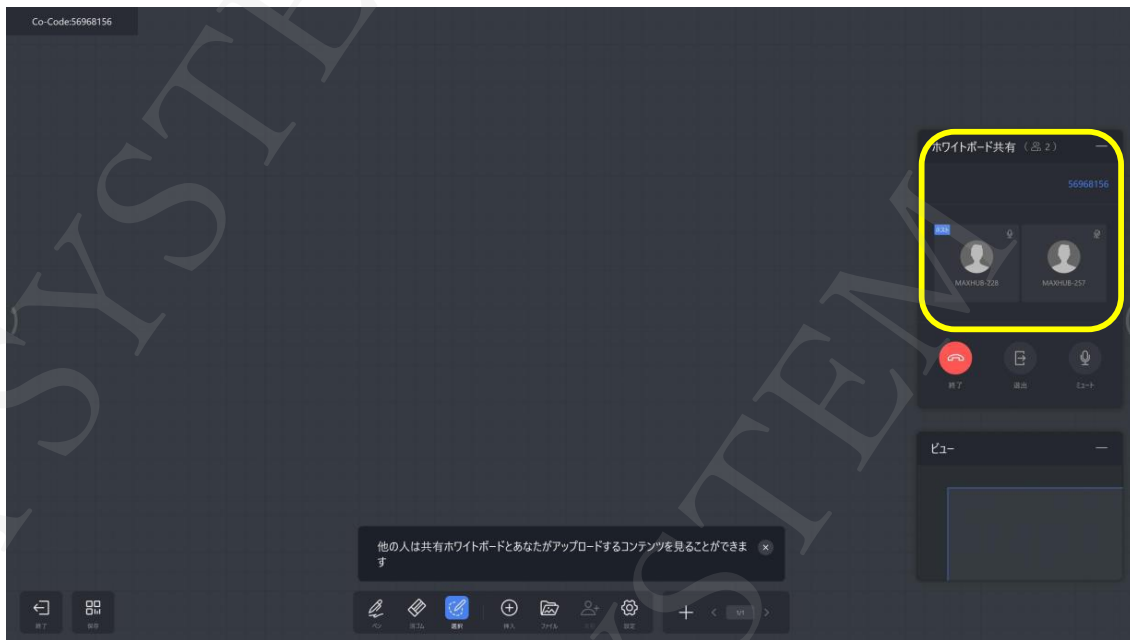 Co-Code:56968156
ホワイトボード共有 ( 2 )
56968156
MAXHUB-228
MAXHUB-257
終了
退出
ミュート
ビュー
他の人は共有ホワイトボードとあなたがアップロードするコンテンツを見ることができま
す
終了
保存
ペン
消ゴム
選択
挿入
ファイル
設定
1/1
SYSTEM
SYSTEM